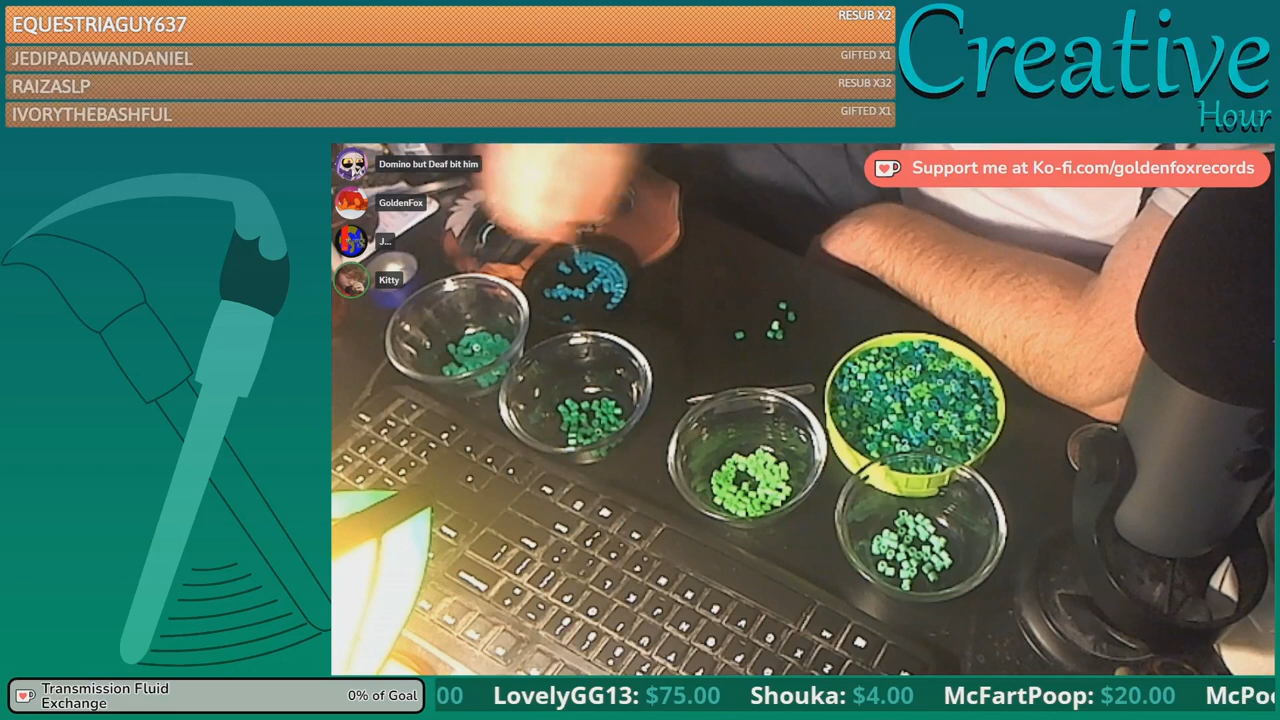 EQUESTRIAGUY637 RESUB X2
JEDIPADAWANDANIEL GIFTED X1
RAIZASLP RESUB X32
IVORYTHEBASHFUL GIFTED X1
Creative
Hour
Support me at Ko-fi.com/goldenfoxrecords
Domino but Deaf bit him
GoldenFox
J...
Kitty
Transmission Fluid
Exchange
0% of Goal
00 LovelyGG13: $75.00 Shouka: $4.00 McFartPoop: $20.00 McPo